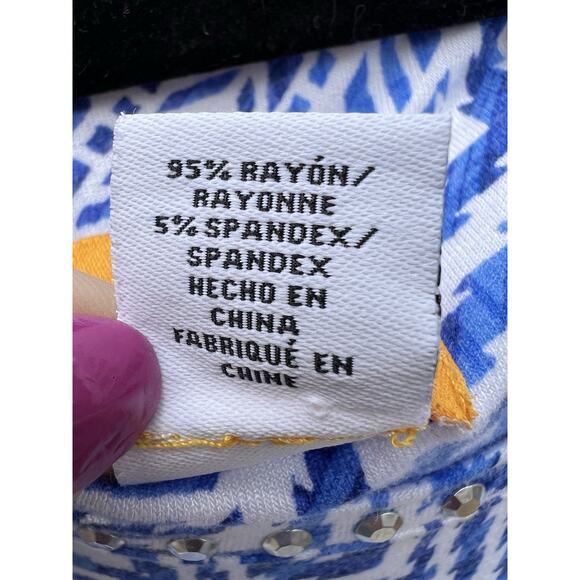 95% RAYÓN/
RAYONNE
5% SPANDEX/
SPANDEX
HECHO EN
CHINA
FABRIQUÉ EN
CHINE